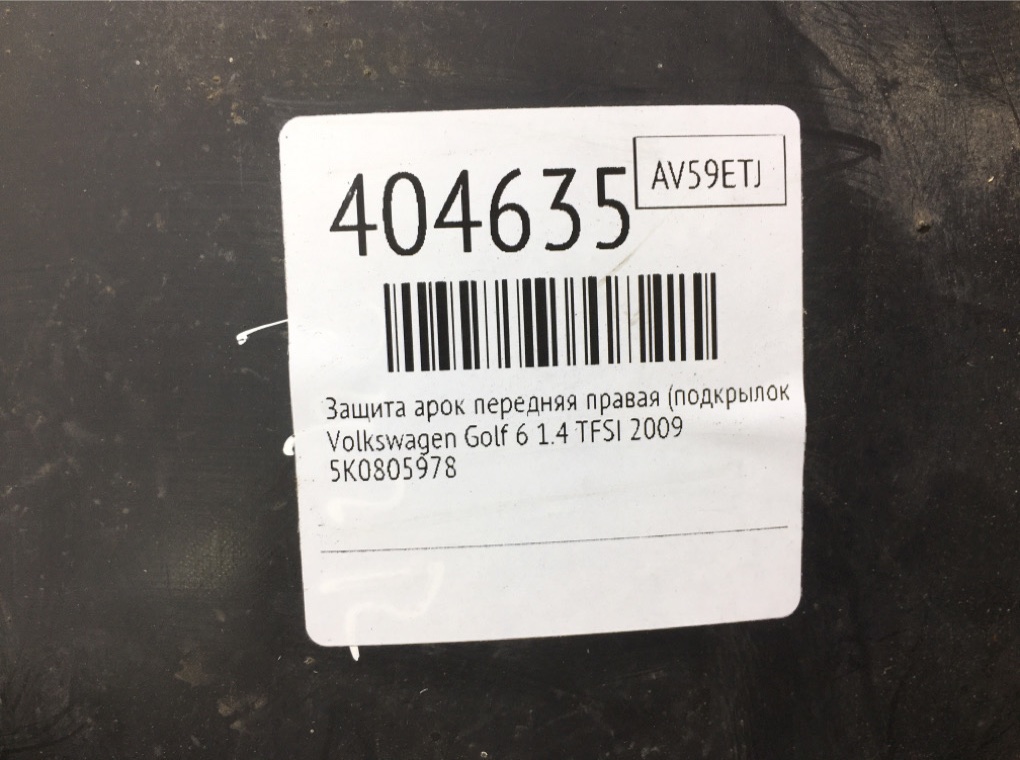 404635
AV59ETJ
Защита арок передняя правая (подкрылок
Volkswagen Golf 6 1.4 TFSI 2009
5K0805978